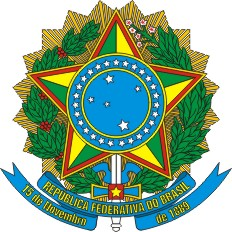 REPÚBLICA FEDERATIVA DO BRASIL
15 de Novembro
de 1889